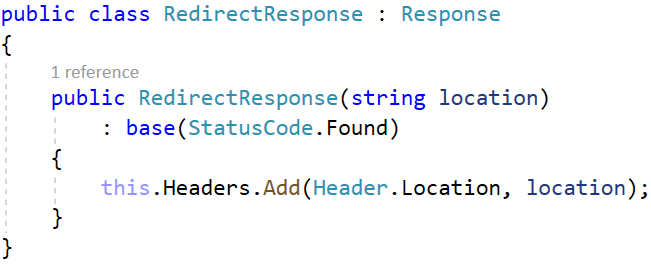 public class RedirectResponse : Response
{
1 reference
public RedirectResponse(string location)
: base(StatusCode.Found)
{
this.Headers.Add(Header.Location, location);
}
}